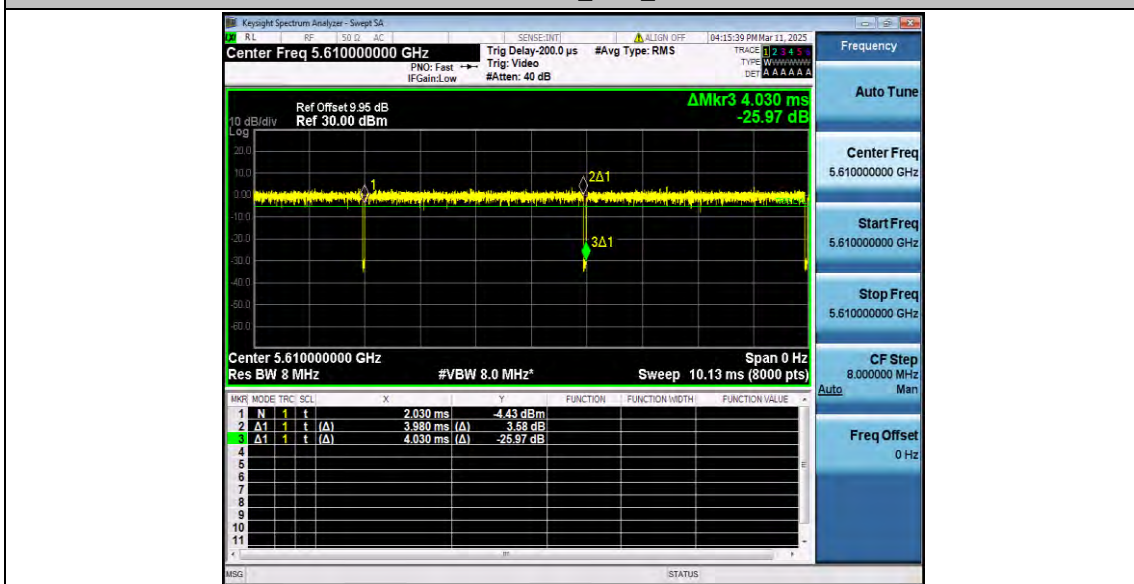 Keysight Spectrum Analyzer - Swept SA
RL RF 50 Ω AC SENSE:INT ALIGN OFF 04:15:39 PM Mar 11, 2025
Center Freq 5.610000000 GHz
PNO: Fast
IFGain:Low
Trig Delay-200.0 µs
Trig: Video
#Atten: 40 dB
#Avg Type: RMS
TRACE 1 2 3 4 5 6
TYPE WWWWWW
DET A A A A A A
ΔMkr3 4.030 ms
-25.97 dB
Ref Offset 9.95 dB
Ref 30.00 dBm
10 dB/div
Log
20.0
10.0
0.00
-10.0
-20.0
-30.0
-40.0
-50.0
-60.0
1
2Δ1
3Δ1
Center 5.610000000 GHz Span 0 Hz
Res BW 8 MHz #VBW 8.0 MHz* Sweep 10.13 ms (8000 pts)
MKR MODE TRC SCL X Y FUNCTION FUNCTION WIDTH FUNCTION VALUE
1 N 1 t 2.030 ms -4.43 dBm
2 Δ1 1 t (Δ) 3.980 ms (Δ) 3.58 dB
3 Δ1 1 t (Δ) 4.030 ms (Δ) -25.97 dB
4
5
6
7
8
9
10
11
MSG STATUS
Frequency
Auto Tune
Center Freq
5.610000000 GHz
Start Freq
5.610000000 GHz
Stop Freq
5.610000000 GHz
CF Step
8.000000 MHz
Auto Man
Freq Offset
0 Hz